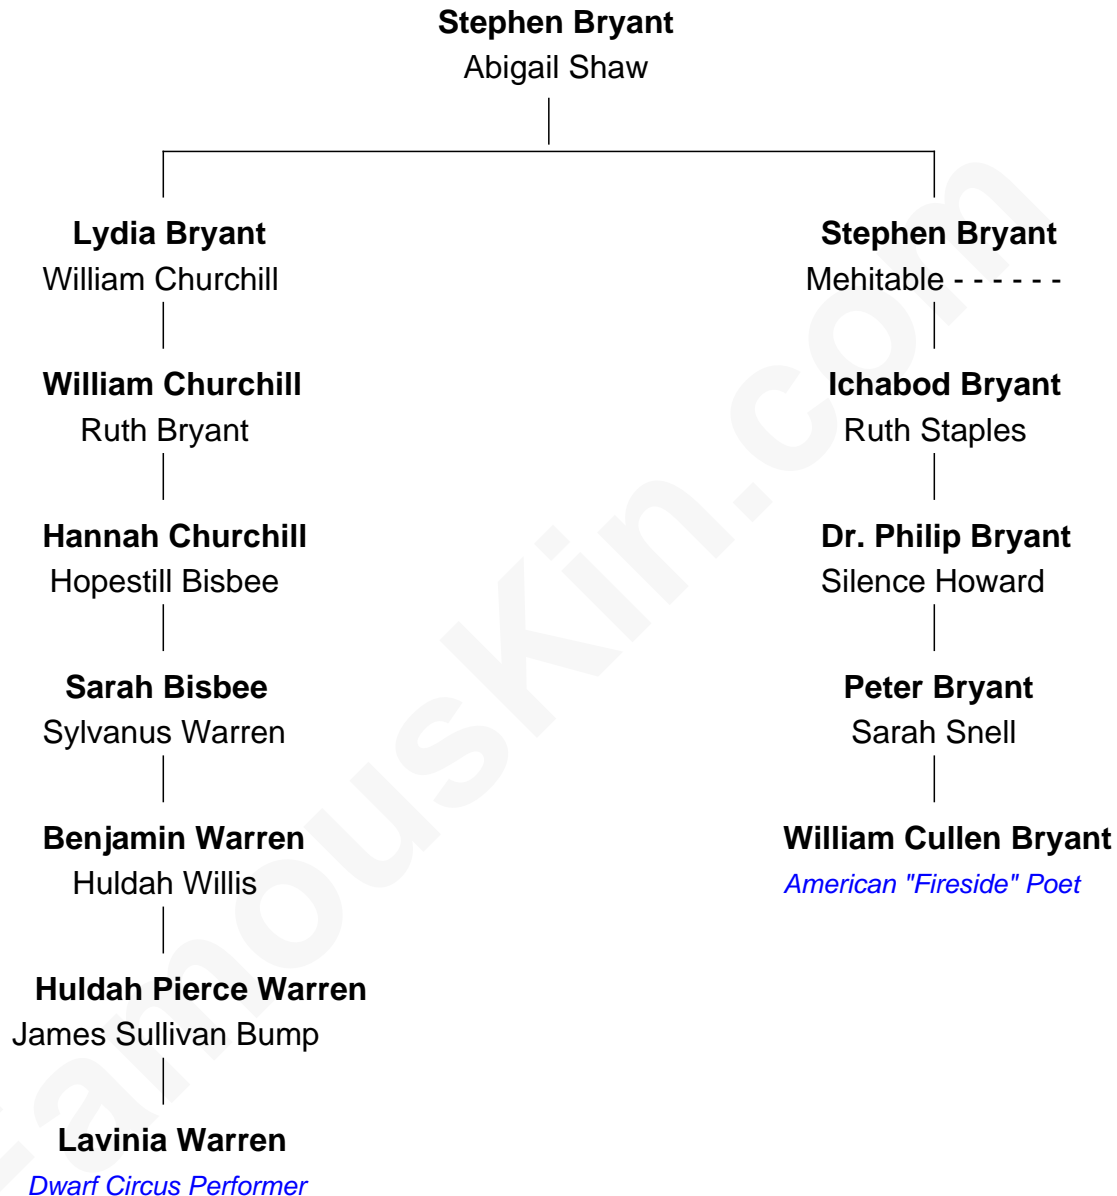 Stephen Bryant
Abigail Shaw
Lydia Bryant
William Churchill
William Churchill
Ruth Bryant
Hannah Churchill
Hopestill Bisbee
Sarah Bisbee
Sylvanus Warren
Benjamin Warren
Huldah Willis
Huldah Pierce Warren
James Sullivan Bump
Lavinia Warren
Dwarf Circus Performer
Stephen Bryant
Mehitable - - - - - -
Ichabod Bryant
Ruth Staples
Dr. Philip Bryant
Silence Howard
Peter Bryant
Sarah Snell
William Cullen Bryant
American "Fireside" Poet
FamousKin.com